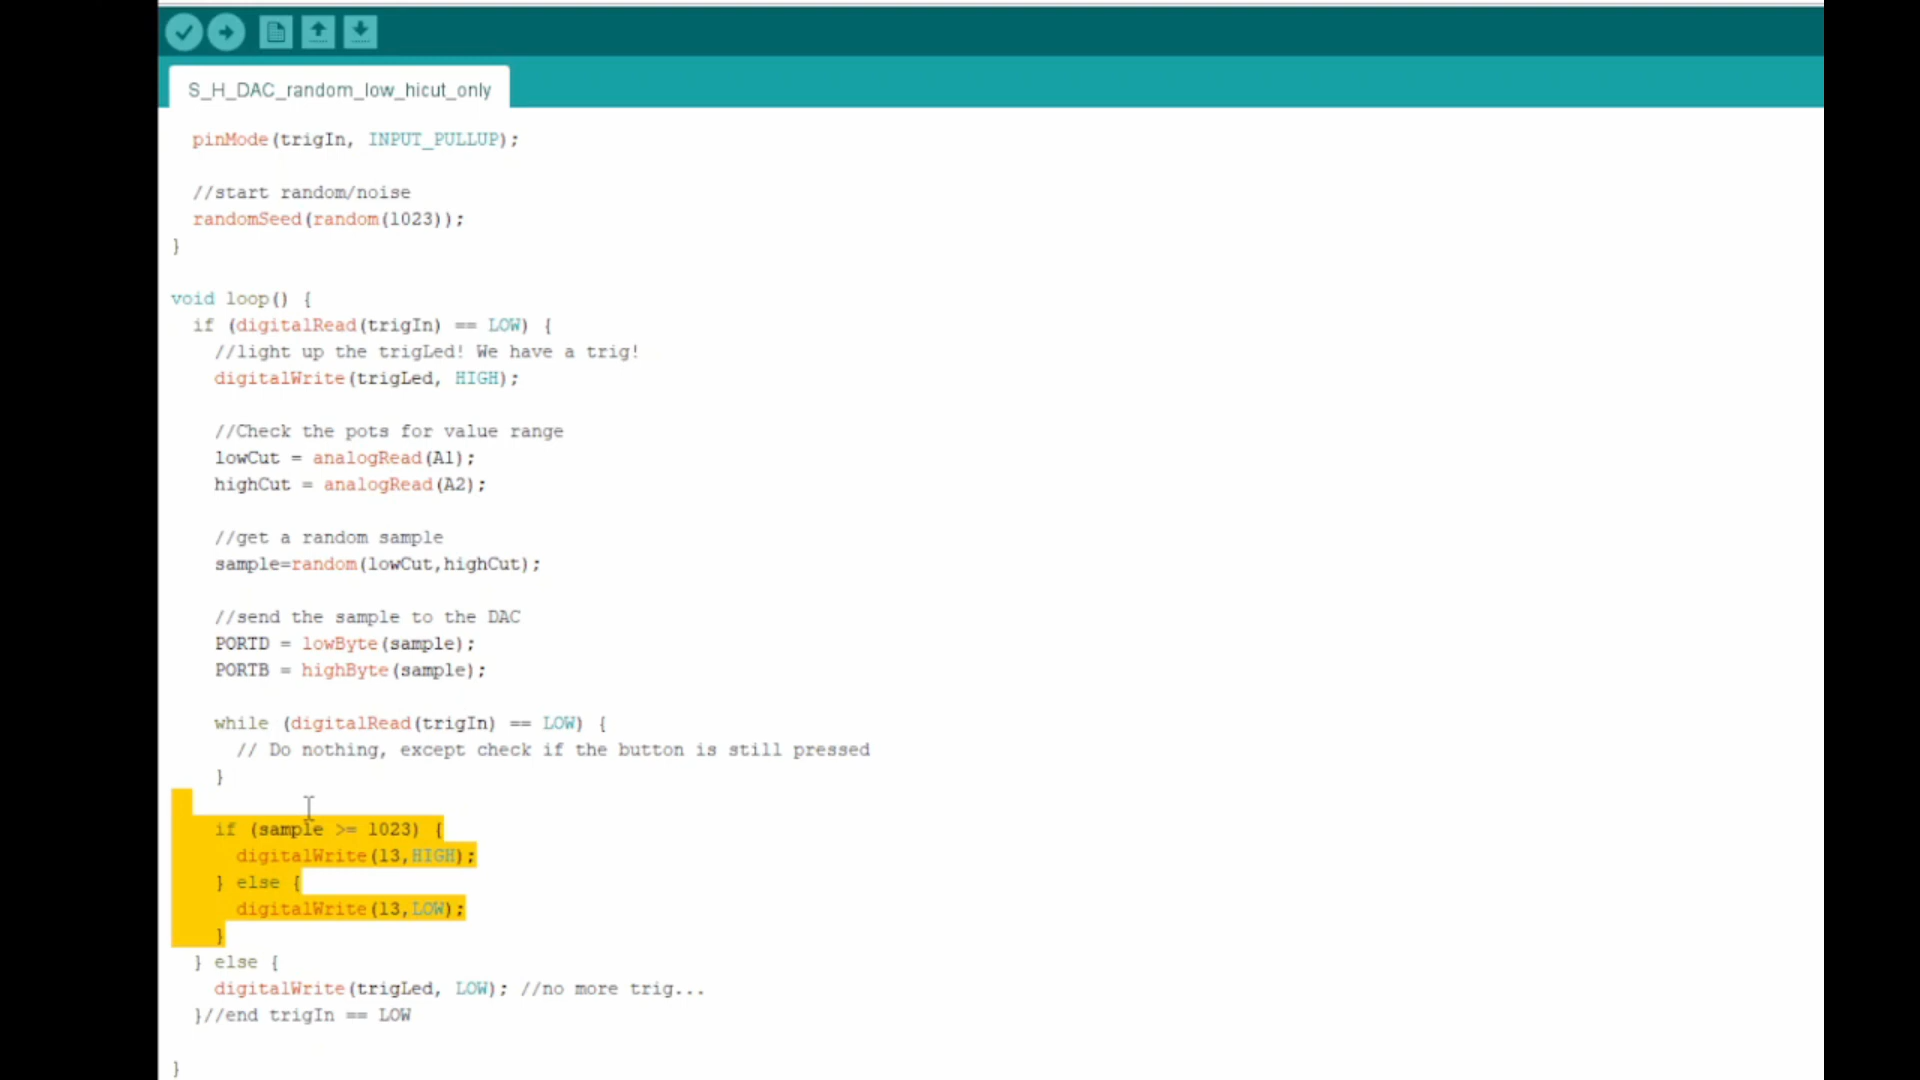 S_H_DAC_random_low_hicut_only
pinMode(trigIn, INPUT_PULLUP);
//start random/noise
randomSeed(random(1023));
}
void loop() {
if (digitalRead(trigIn) == LOW) {
//light up the trigLed! We have a trig!
digitalWrite(trigLed, HIGH);
//Check the pots for value range
lowCut = analogRead(A1);
highCut = analogRead(A2);
//get a random sample
sample=random(lowCut,highCut);
//send the sample to the DAC
PORTD = lowByte(sample);
PORTB = highByte(sample);
while (digitalRead(trigIn) == LOW) {
// Do nothing, except check if the button is still pressed
}
if (sample >= 1023) {
digitalWrite(13,HIGH);
} else {
digitalWrite(13,LOW);
}
} else {
digitalWrite(trigLed, LOW); //no more trig...
}//end trigIn == LOW
}